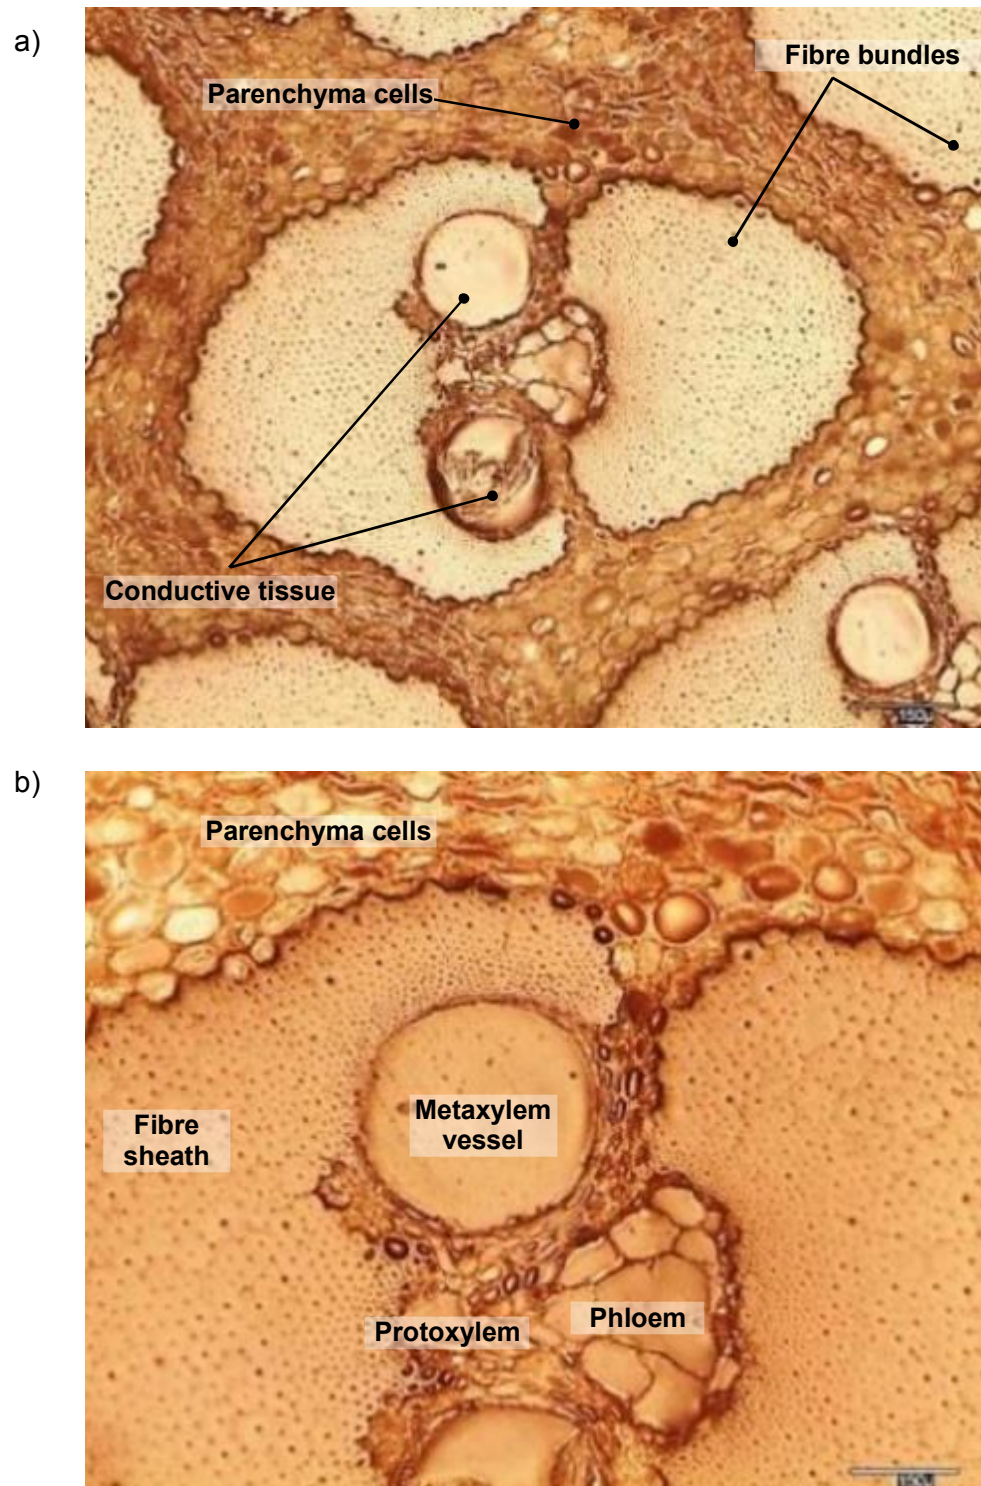 a)
Fibre bundles
Parenchyma cells
Conductive tissue
b)
Parenchyma cells
Metaxylem
vessel
Fibre
sheath
Phloem
Protoxylem